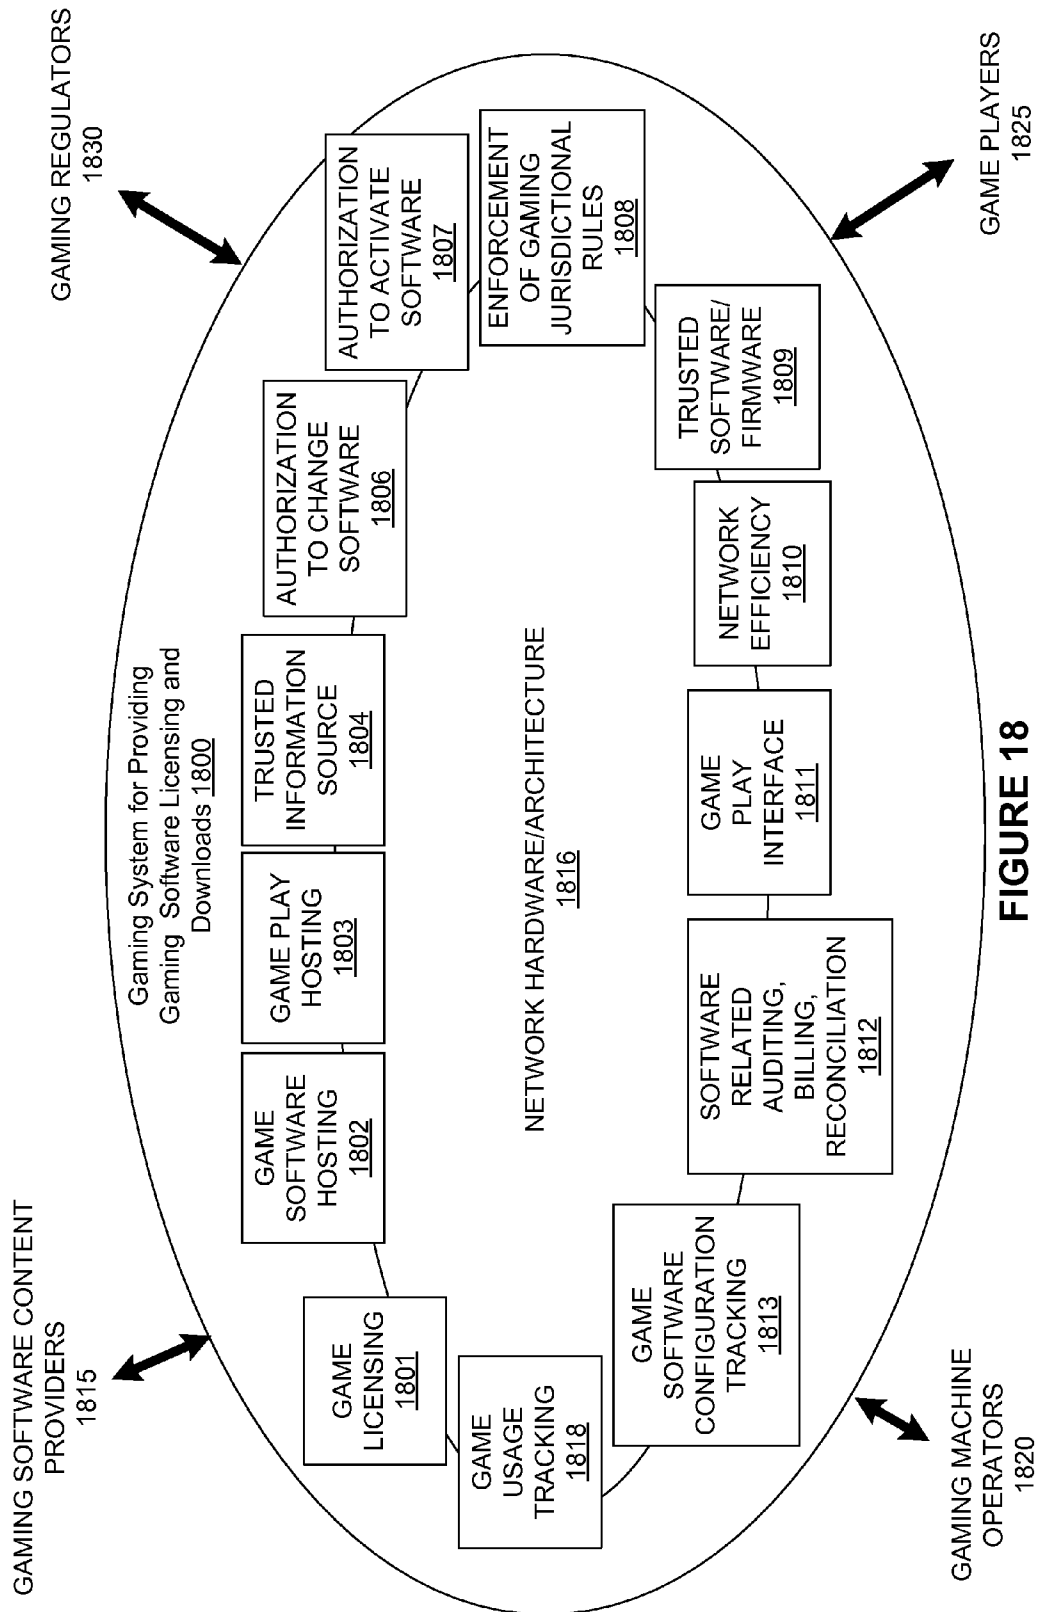 GAMING SOFTWARE CONTENT
PROVIDERS
1815
GAMING REGULATORS
1830
Gaming System for Providing
Gaming Software Licensing and
Downloads 1800
GAME
LICENSING
1801
GAME
SOFTWARE
HOSTING
1802
GAME PLAY
HOSTING
1803
TRUSTED
INFORMATION
SOURCE
1804
AUTHORIZATION
TO CHANGE
SOFTWARE
1806
AUTHORIZATION
TO ACTIVATE
SOFTWARE
1807
ENFORCEMENT
OF GAMING
JURISDICTIONAL
RULES
1808
TRUSTED
SOFTWARE/
FIRMWARE
1809
NETWORK
EFFICIENCY
1810
GAME
PLAY
INTERFACE
1811
SOFTWARE
RELATED
AUDITING,
BILLING,
RECONCILIATION
1812
GAME
SOFTWARE
CONFIGURATION
TRACKING
1813
GAME
USAGE
TRACKING
1818
NETWORK HARDWARE/ARCHITECTURE
1816
GAMING MACHINE
OPERATORS
1820
GAME PLAYERS
1825
FIGURE 18